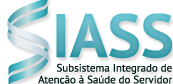 SIASS
Subsistema Integrado de
Atenção à Saúde do Servidor